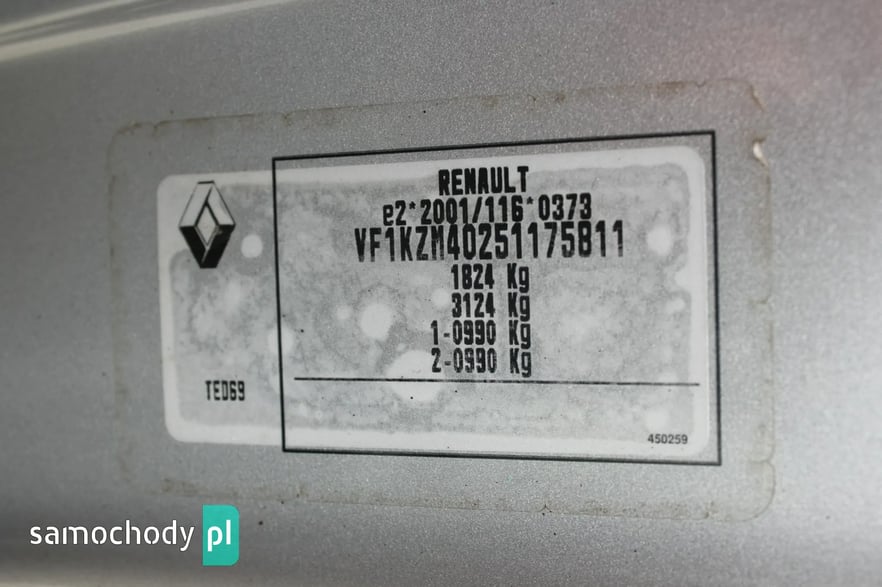 RENAULT
e2*2001/116*0373
VF1KZM40251175811
1824 Kg
3124 Kg
1-0990 Kg
2-0990 Kg
TED69
450259
samochody pl